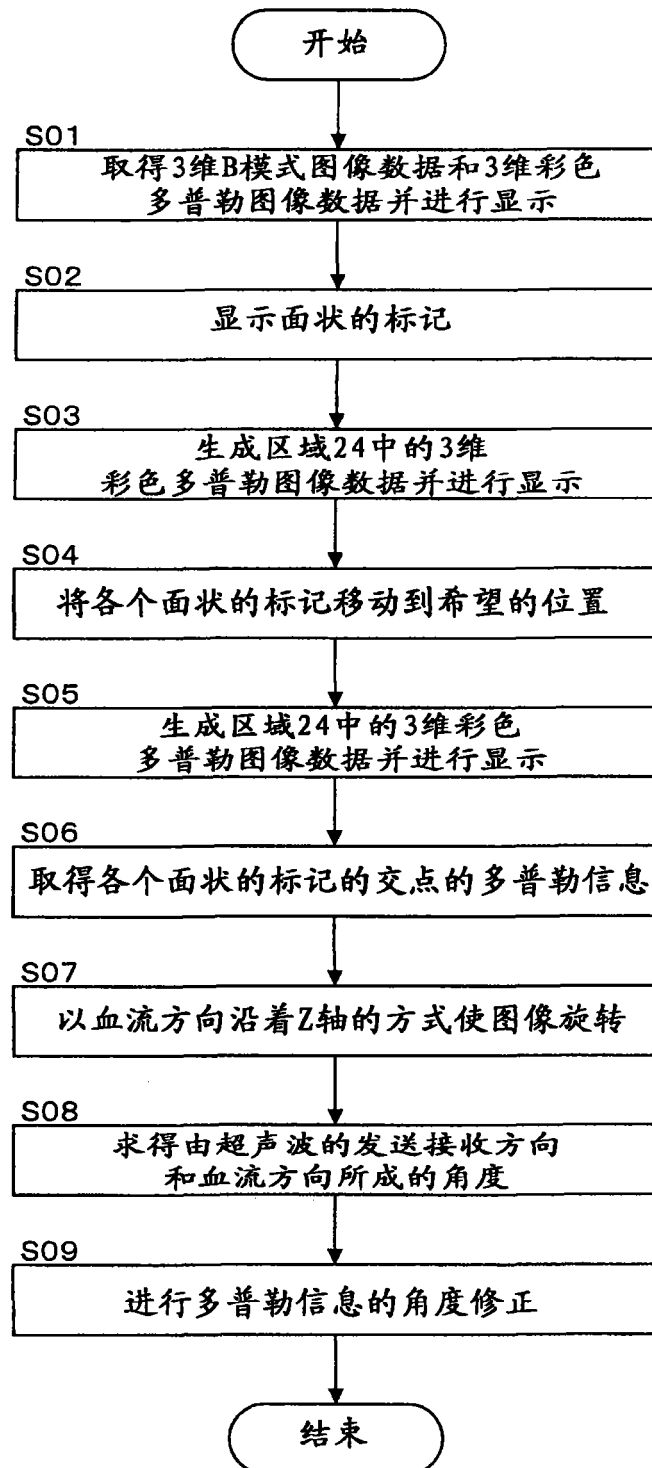 开始
S01
取得3维B模式图像数据和3维彩色
多普勒图像数据并进行显示
S02
显示面状的标记
S03
生成区域24中的3维
彩色多普勒图像数据并进行显示
S04
将各个面状的标记移动到希望的位置
S05
生成区域24中的3维彩色
多普勒图像数据并进行显示
S06
取得各个面状的标记的交点的多普勒信息
S07
以血流方向沿着Z轴的方式使图像旋转
S08
求得由超声波的发送接收方向
和血流方向所成的角度
S09
进行多普勒信息的角度修正
结束